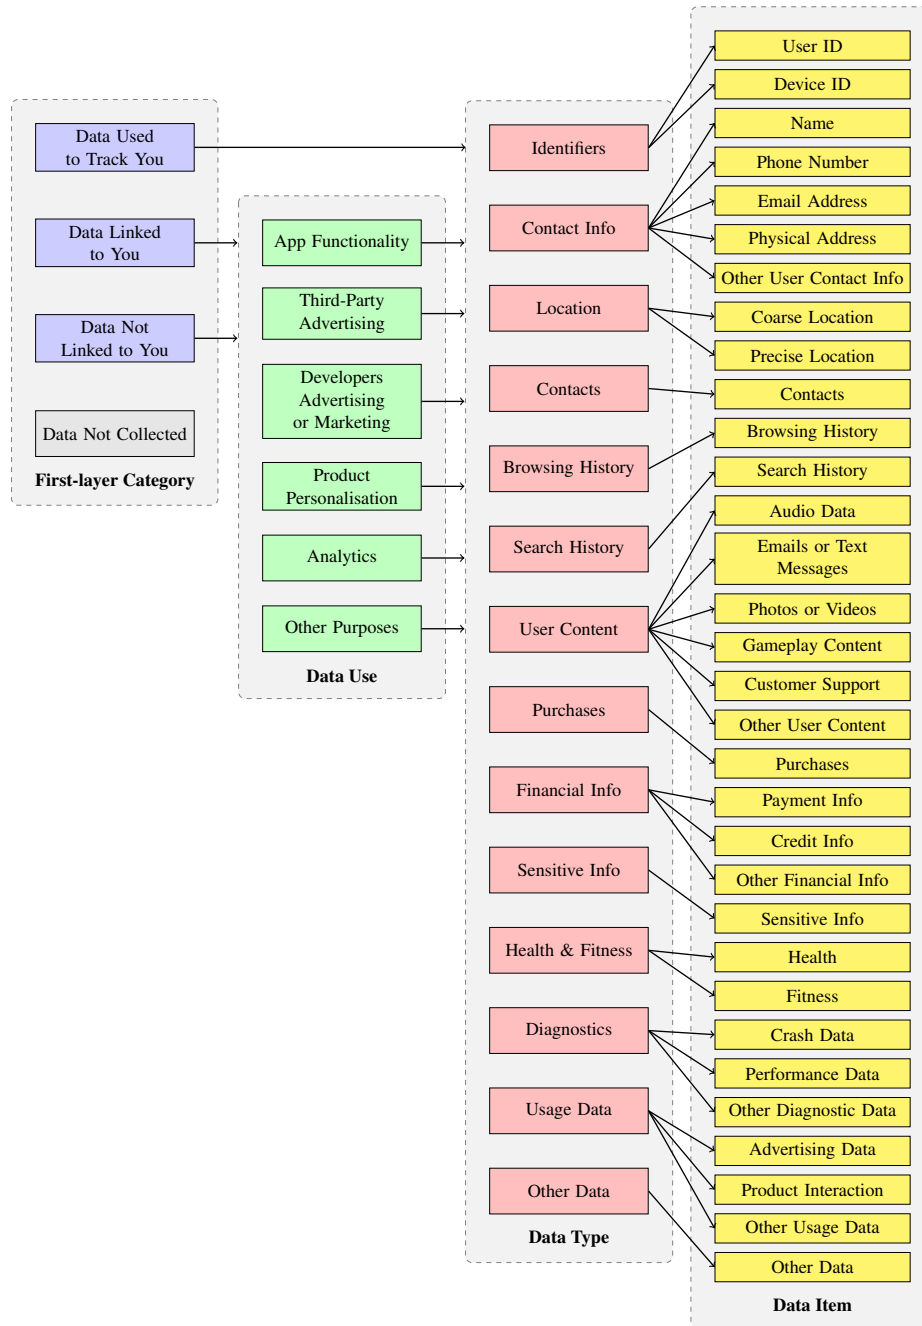 Data Used
to Track You
Data Linked
to You
Data Not
Linked to You
Data Not Collected
First-layer Category
App Functionality
Third-Party
Advertising
Developers
Advertising
or Marketing
Product
Personalisation
Analytics
Other Purposes
Data Use
Identifiers
Contact Info
Location
Contacts
Browsing History
Search History
User Content
Purchases
Financial Info
Sensitive Info
Health & Fitness
Diagnostics
Usage Data
Other Data
Data Type
User ID
Device ID
Name
Phone Number
Email Address
Physical Address
Other User Contact Info
Coarse Location
Precise Location
Contacts
Browsing History
Search History
Audio Data
Emails or Text
Messages
Photos or Videos
Gameplay Content
Customer Support
Other User Content
Purchases
Payment Info
Credit Info
Other Financial Info
Sensitive Info
Health
Fitness
Crash Data
Performance Data
Other Diagnostic Data
Advertising Data
Product Interaction
Other Usage Data
Other Data
Data Item